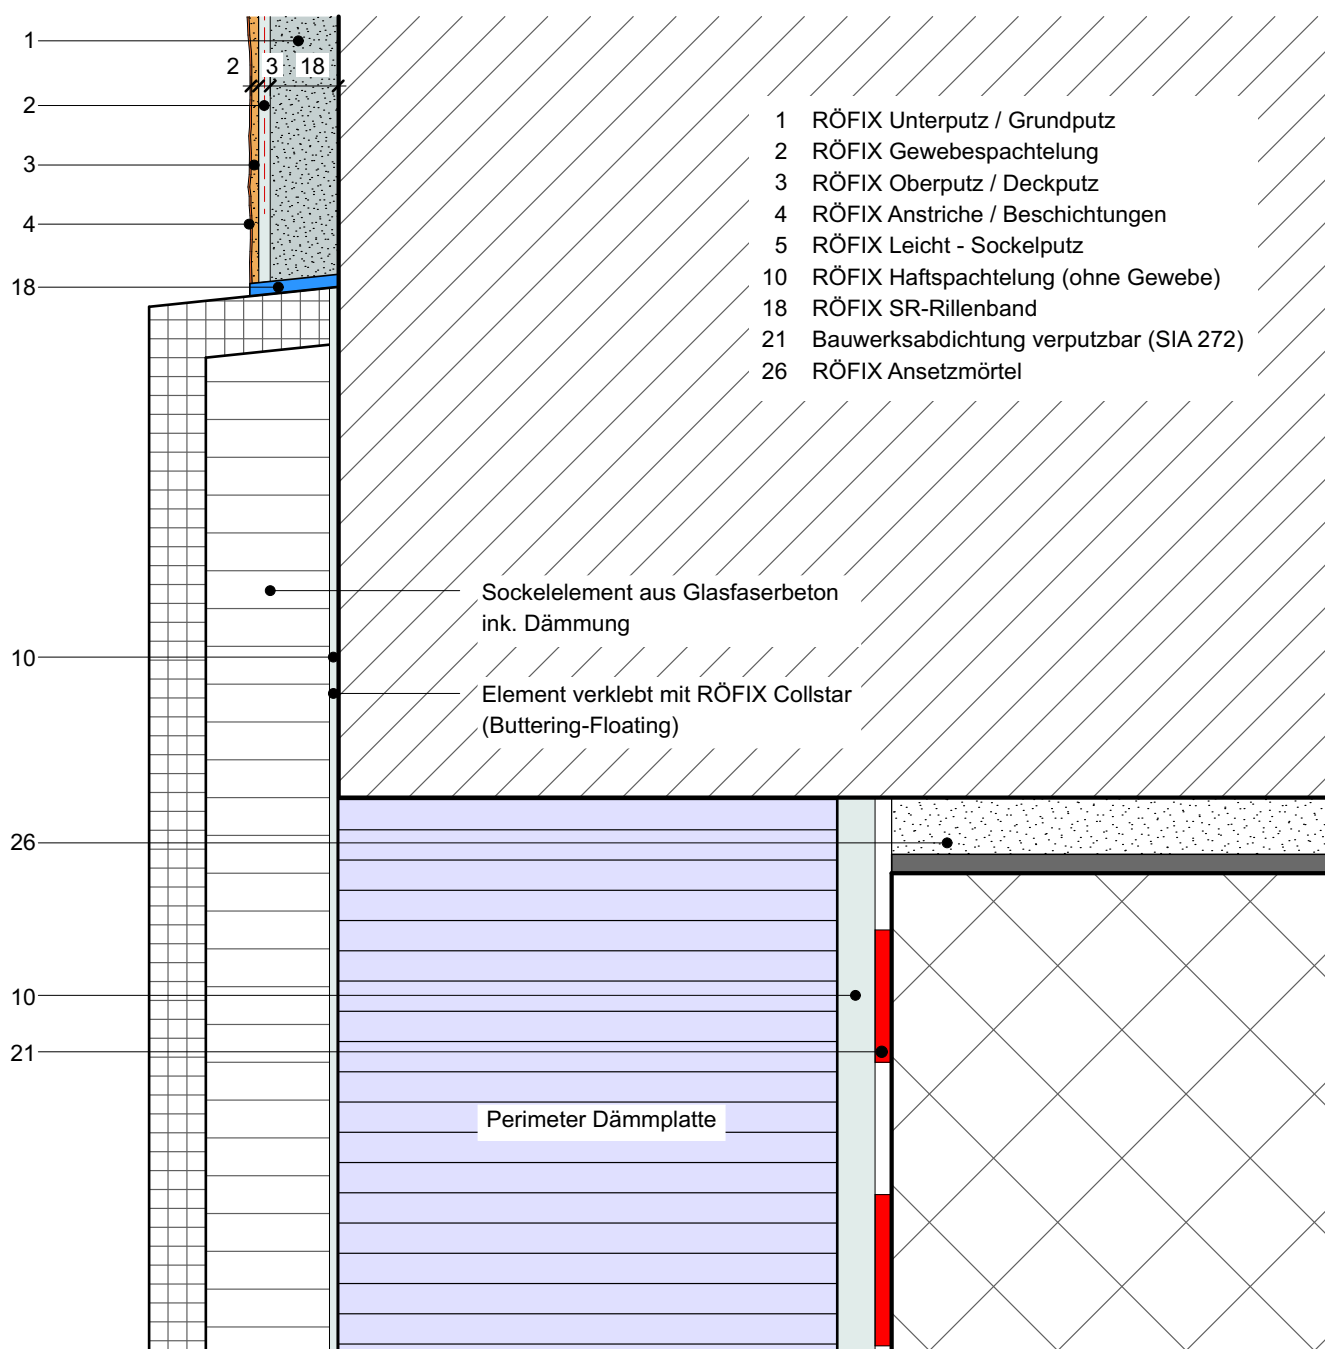 1
2 3 18
2
3
4
18
1 RÖFIX Unterputz / Grundputz
2 RÖFIX Gewebespachtelung
3 RÖFIX Oberputz / Deckputz
4 RÖFIX Anstriche / Beschichtungen
5 RÖFIX Leicht - Sockelputz
10 RÖFIX Haftspachtelung (ohne Gewebe)
18 RÖFIX SR-Rillenband
21 Bauwerksabdichtung verputzbar (SIA 272)
26 RÖFIX Ansetzmörtel
Sockelelement aus Glasfaserbeton
ink. Dämmung
10
Element verklebt mit RÖFIX Collstar
(Buttering-Floating)
26
10
21
Perimeter Dämmplatte